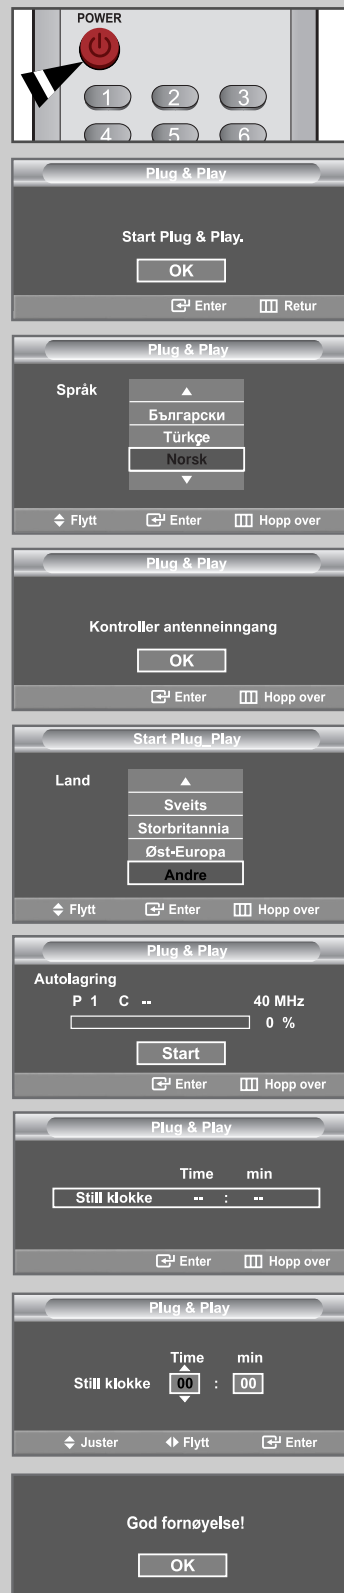 POWER
1 2 3
4 5 6
Plug & Play
Start Plug & Play.
OK
Enter Retur
Plug & Play
Språk
Български
Türkçe
Norsk
Flytt Enter Hopp over
Plug & Play
Kontroller antenneinngang
OK
Enter Hopp over
Start Plug_Play
Land
Sveits
Storbritannia
Øst-Europa
Andre
Flytt Enter Hopp over
Plug & Play
Autolagring
P 1 C -- 40 MHz
0 %
Start
Enter Hopp over
Plug & Play
Time min
Still klokke -- : --
Enter Hopp over
Plug & Play
Time min
Still klokke 00 : 00
Juster Flytt Enter
God fornøyelse!
OK